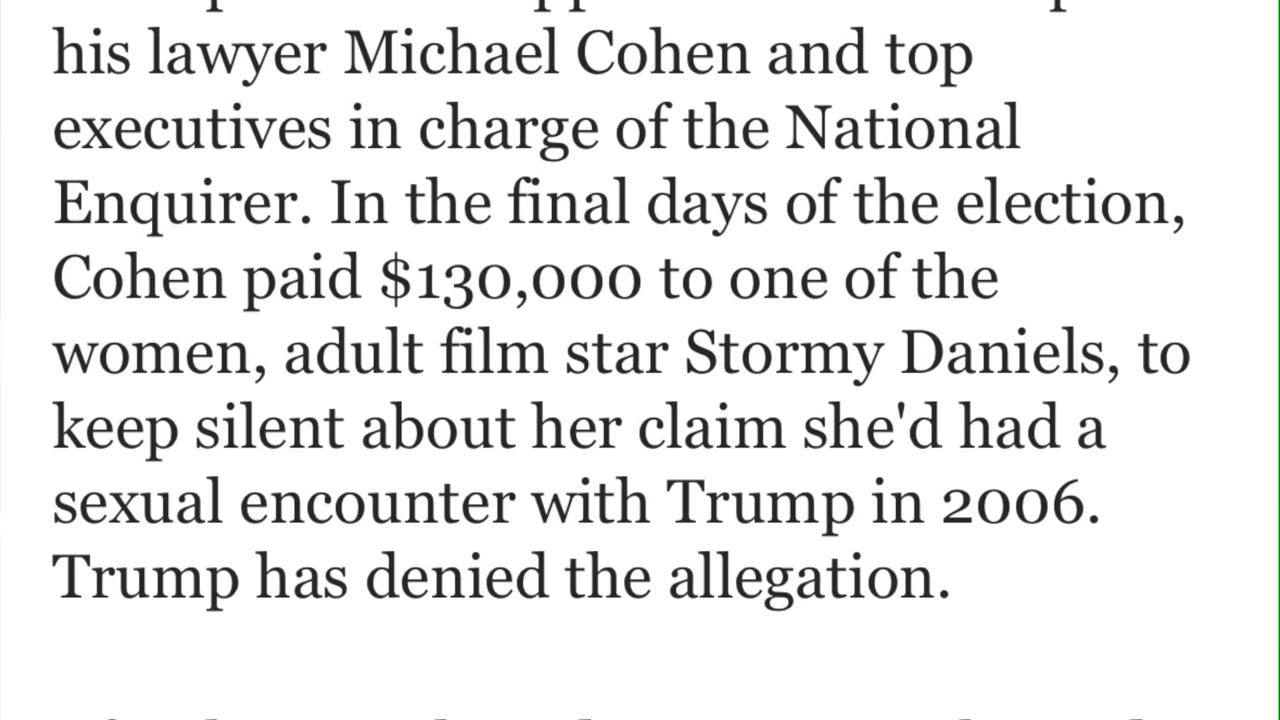 his lawyer Michael Cohen and top
executives in charge of the National
Enquirer. In the final days of the election,
Cohen paid $130,000 to one of the
women, adult film star Stormy Daniels, to
keep silent about her claim she'd had a
sexual encounter with Trump in 2006.
Trump has denied the allegation.